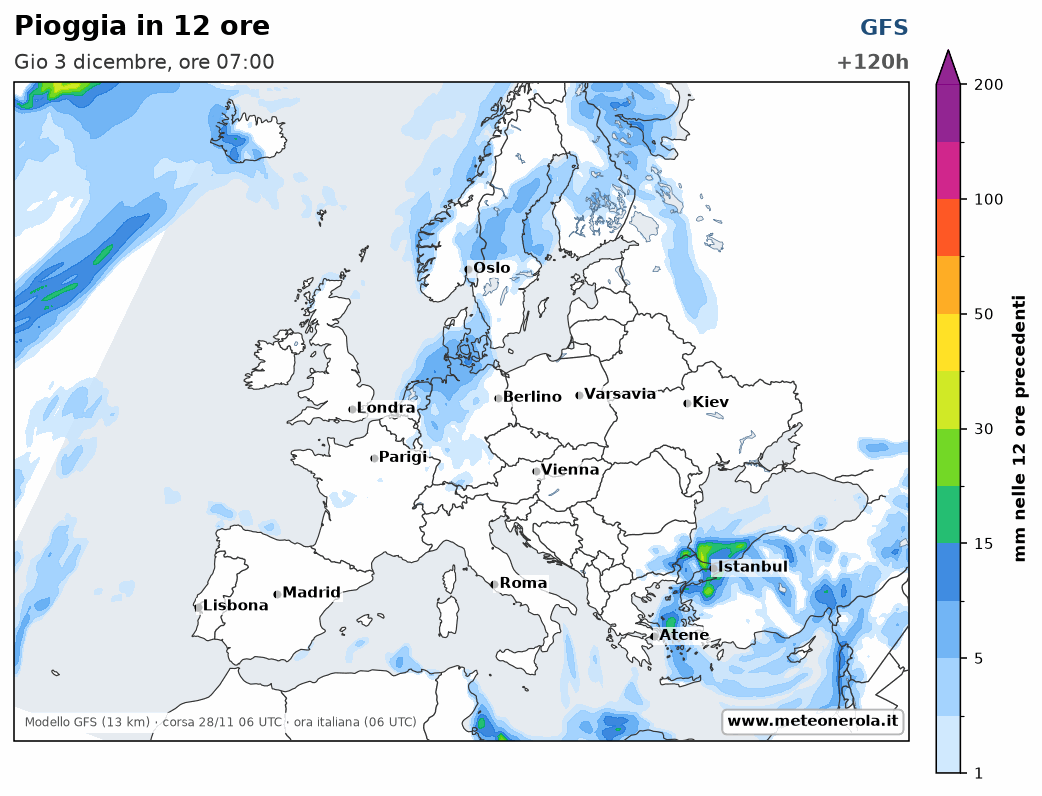 Pioggia in 12 ore
GFS
Gio 3 dicembre, ore 07:00
+120h
200
100
50
30
15
5
1
mm nelle 12 ore precedenti
Oslo
Berlino
Varsavia
Kiev
Londra
Parigi
Vienna
Istanbul
Roma
Madrid
Lisbona
Atene
Modello GFS (13 km) · corsa 28/11 06 UTC · ora italiana (06 UTC)
www.meteonerola.it